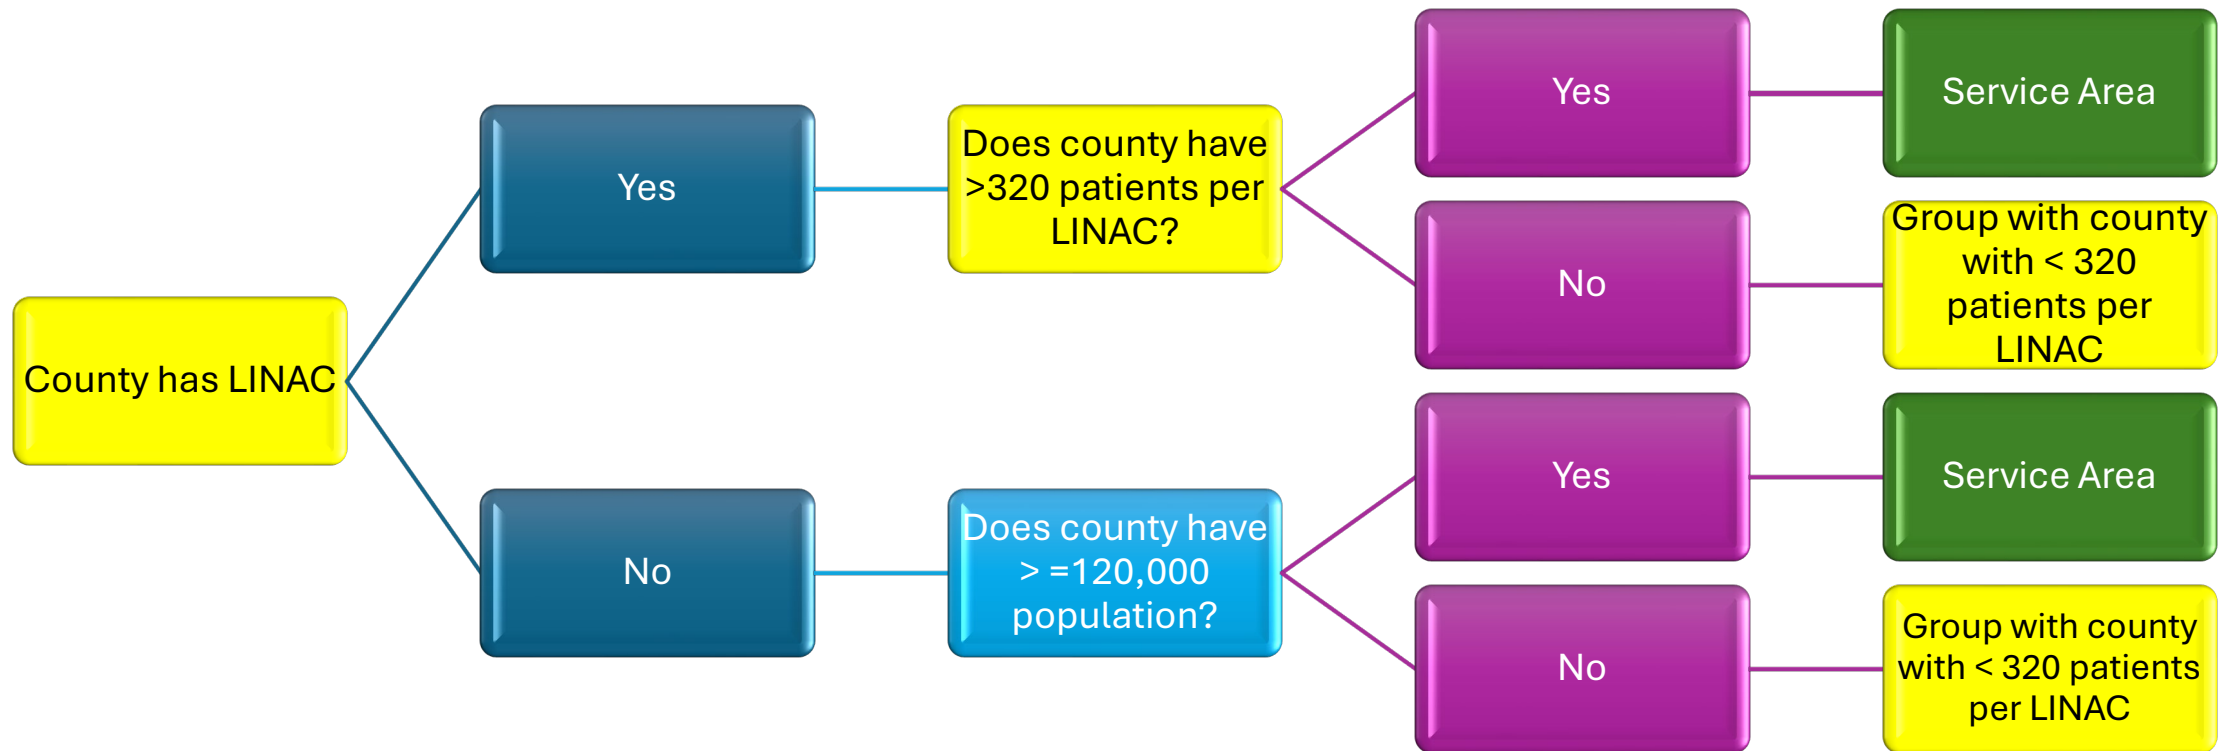 County has LINAC
Yes
Does county have
>320 patients per
LINAC?
Yes
Service Area
No
Group with county
with < 320
patients per
LINAC
No
Does county have
> =120,000
population?
Yes
Service Area
No
Group with county
with < 320 patients
per LINAC